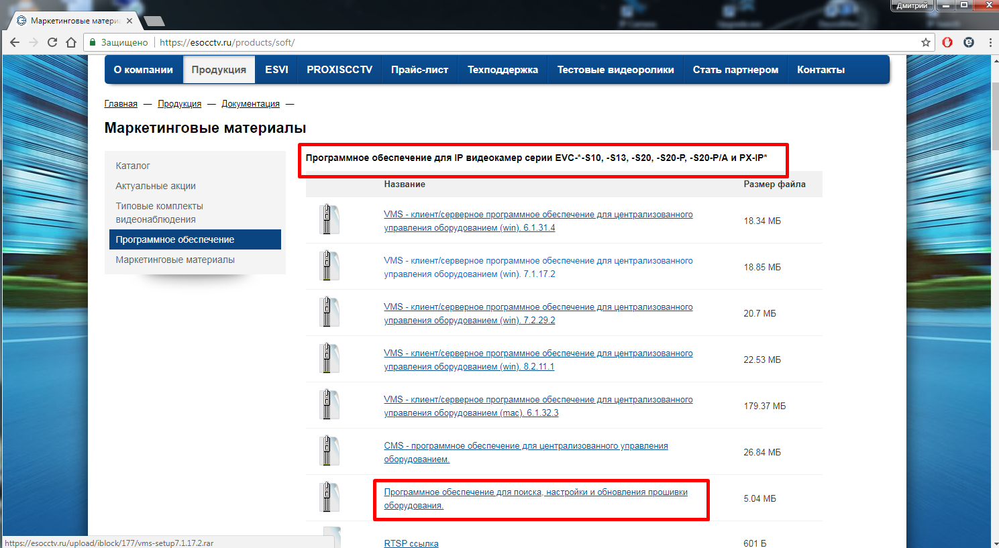 Дмитрий
Маркетинговые матери
Защищено
https://esocctv.ru/products/soft/
О компании
Продукция
ESVI
PROXISCCTV
Прайс-лист
Техподдержка
Тестовые видеоролики
Стать партнером
Контакты
Главная — Продукция — Документация —
Маркетинговые материалы
Каталог
Актуальные акции
Типовые комплекты
видеонаблюдения
Программное обеспечение
Маркетинговые материалы
Программное обеспечение для IP видеокамер серии EVC-*-S10, -S13, -S20, -S20-P, -S20-P/A и PX-IP*
Название
Размер файла
VMS - клиент/серверное программное обеспечение для централизованного
управления оборудованием (win). 6.1.31.4
18.34 МБ
VMS - клиент/серверное программное обеспечение для централизованного
управления оборудованием (win). 7.1.17.2
18.85 МБ
VMS - клиент/серверное программное обеспечение для централизованного
управления оборудованием (win). 7.2.29.2
20.7 МБ
VMS - клиент/серверное программное обеспечение для централизованного
управления оборудованием (win). 8.2.11.1
22.53 МБ
VMS - клиент/серверное программное обеспечение для централизованного
управления оборудованием (mac). 6.1.32.3
179.37 МБ
CMS - программное обеспечение для централизованного управления
оборудованием.
26.84 МБ
Программное обеспечение для поиска, настройки и обновления прошивки
оборудования.
5.04 МБ
RTSP ссылка
601 Б
https://esocctv.ru/upload/iblock/177/vms-setup7.1.17.2.rar